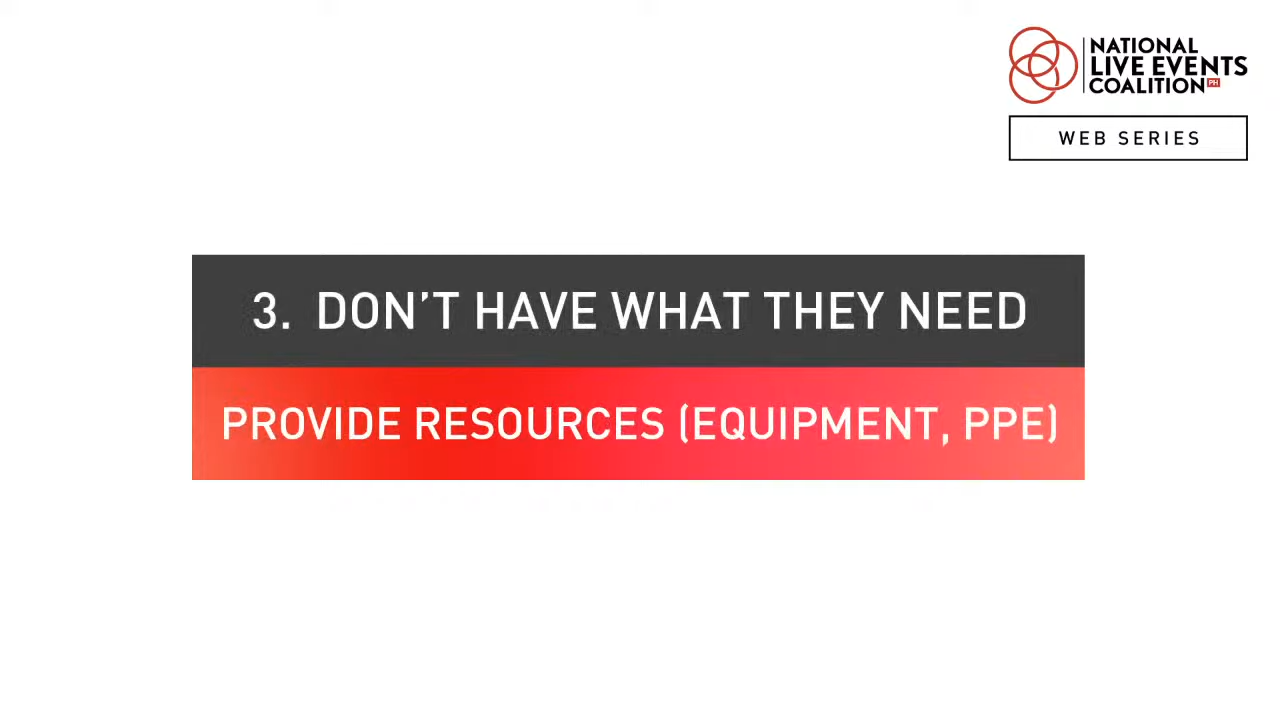 NATIONAL
LIVE EVENTS
COALITION PH
WEB SERIES
3. DON'T HAVE WHAT THEY NEED
PROVIDE RESOURCES (EQUIPMENT, PPE)